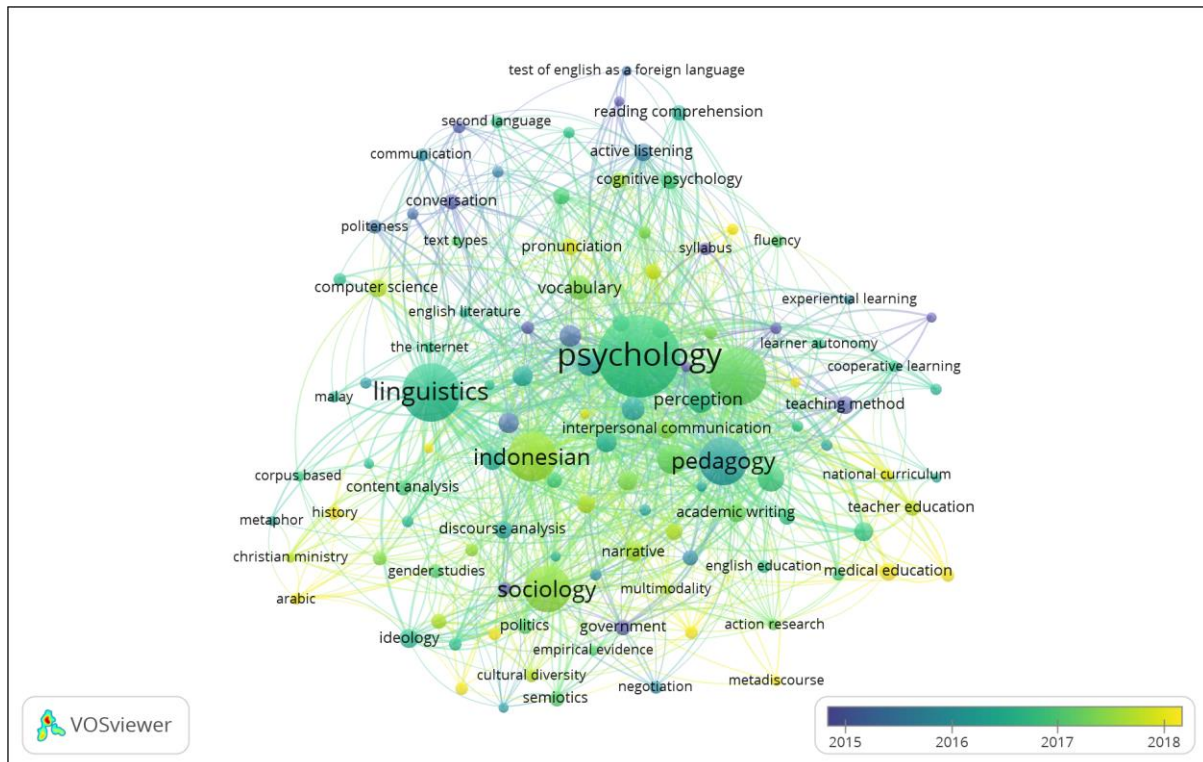 test of english as a foreign language
reading comprehension
second language
communication
active listening
cognitive psychology
conversation
politeness
text types
pronunciation
syllabus
fluency
computer science
vocabulary
experiential learning
english literature
the internet
psychology
learner autonomy
cooperative learning
linguistics
malay
perception
teaching method
interpersonal communication
indonesian
pedagogy
corpus based
content analysis
national curriculum
metaphor
history
discourse analysis
academic writing
teacher education
christian ministry
gender studies
narrative
english education
medical education
arabic
sociology
multimodality
ideology
politics
government
action research
empirical evidence
cultural diversity
semiotics
negotiation
metadiscourse
VOSviewer
2015 2016 2017 2018